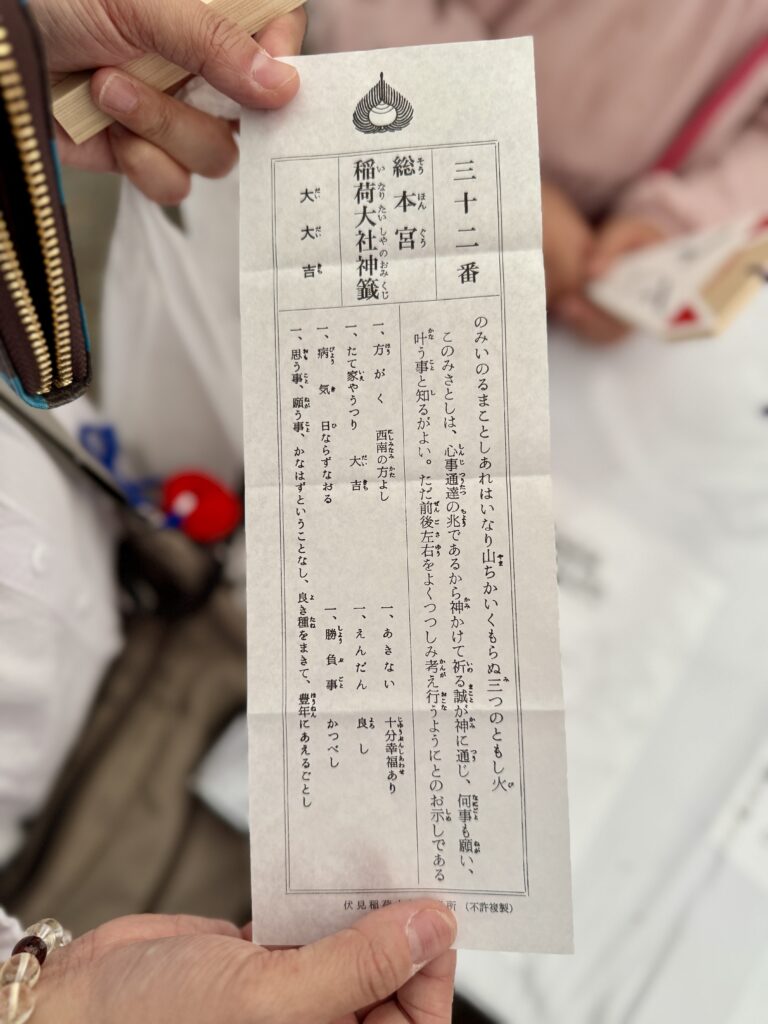 三十二番
総本宮
稲荷大社神籤
大大吉
のみいのるまことしあれはいなり山ちかいくもらぬ三つのともし火
このみさとしは、心事通達の兆であるから神かけて祈る誠が神に通じ、何事も願い、
叶う事と知るがよい。ただ前後左右をよくつつしみ考え行うようにとのお示しである
一、方がく 西南の方よし 一、あきない 十分幸福あり
一、たて家やうつり 大吉 一、えんだん 良し
一、病気 日ならずなおる 一、勝負事 かつべし
一、思う事、願う事、かなはずということなし、良き種をまきて、豊年にあえるごとし
伏見稲荷 所 (不許複製)